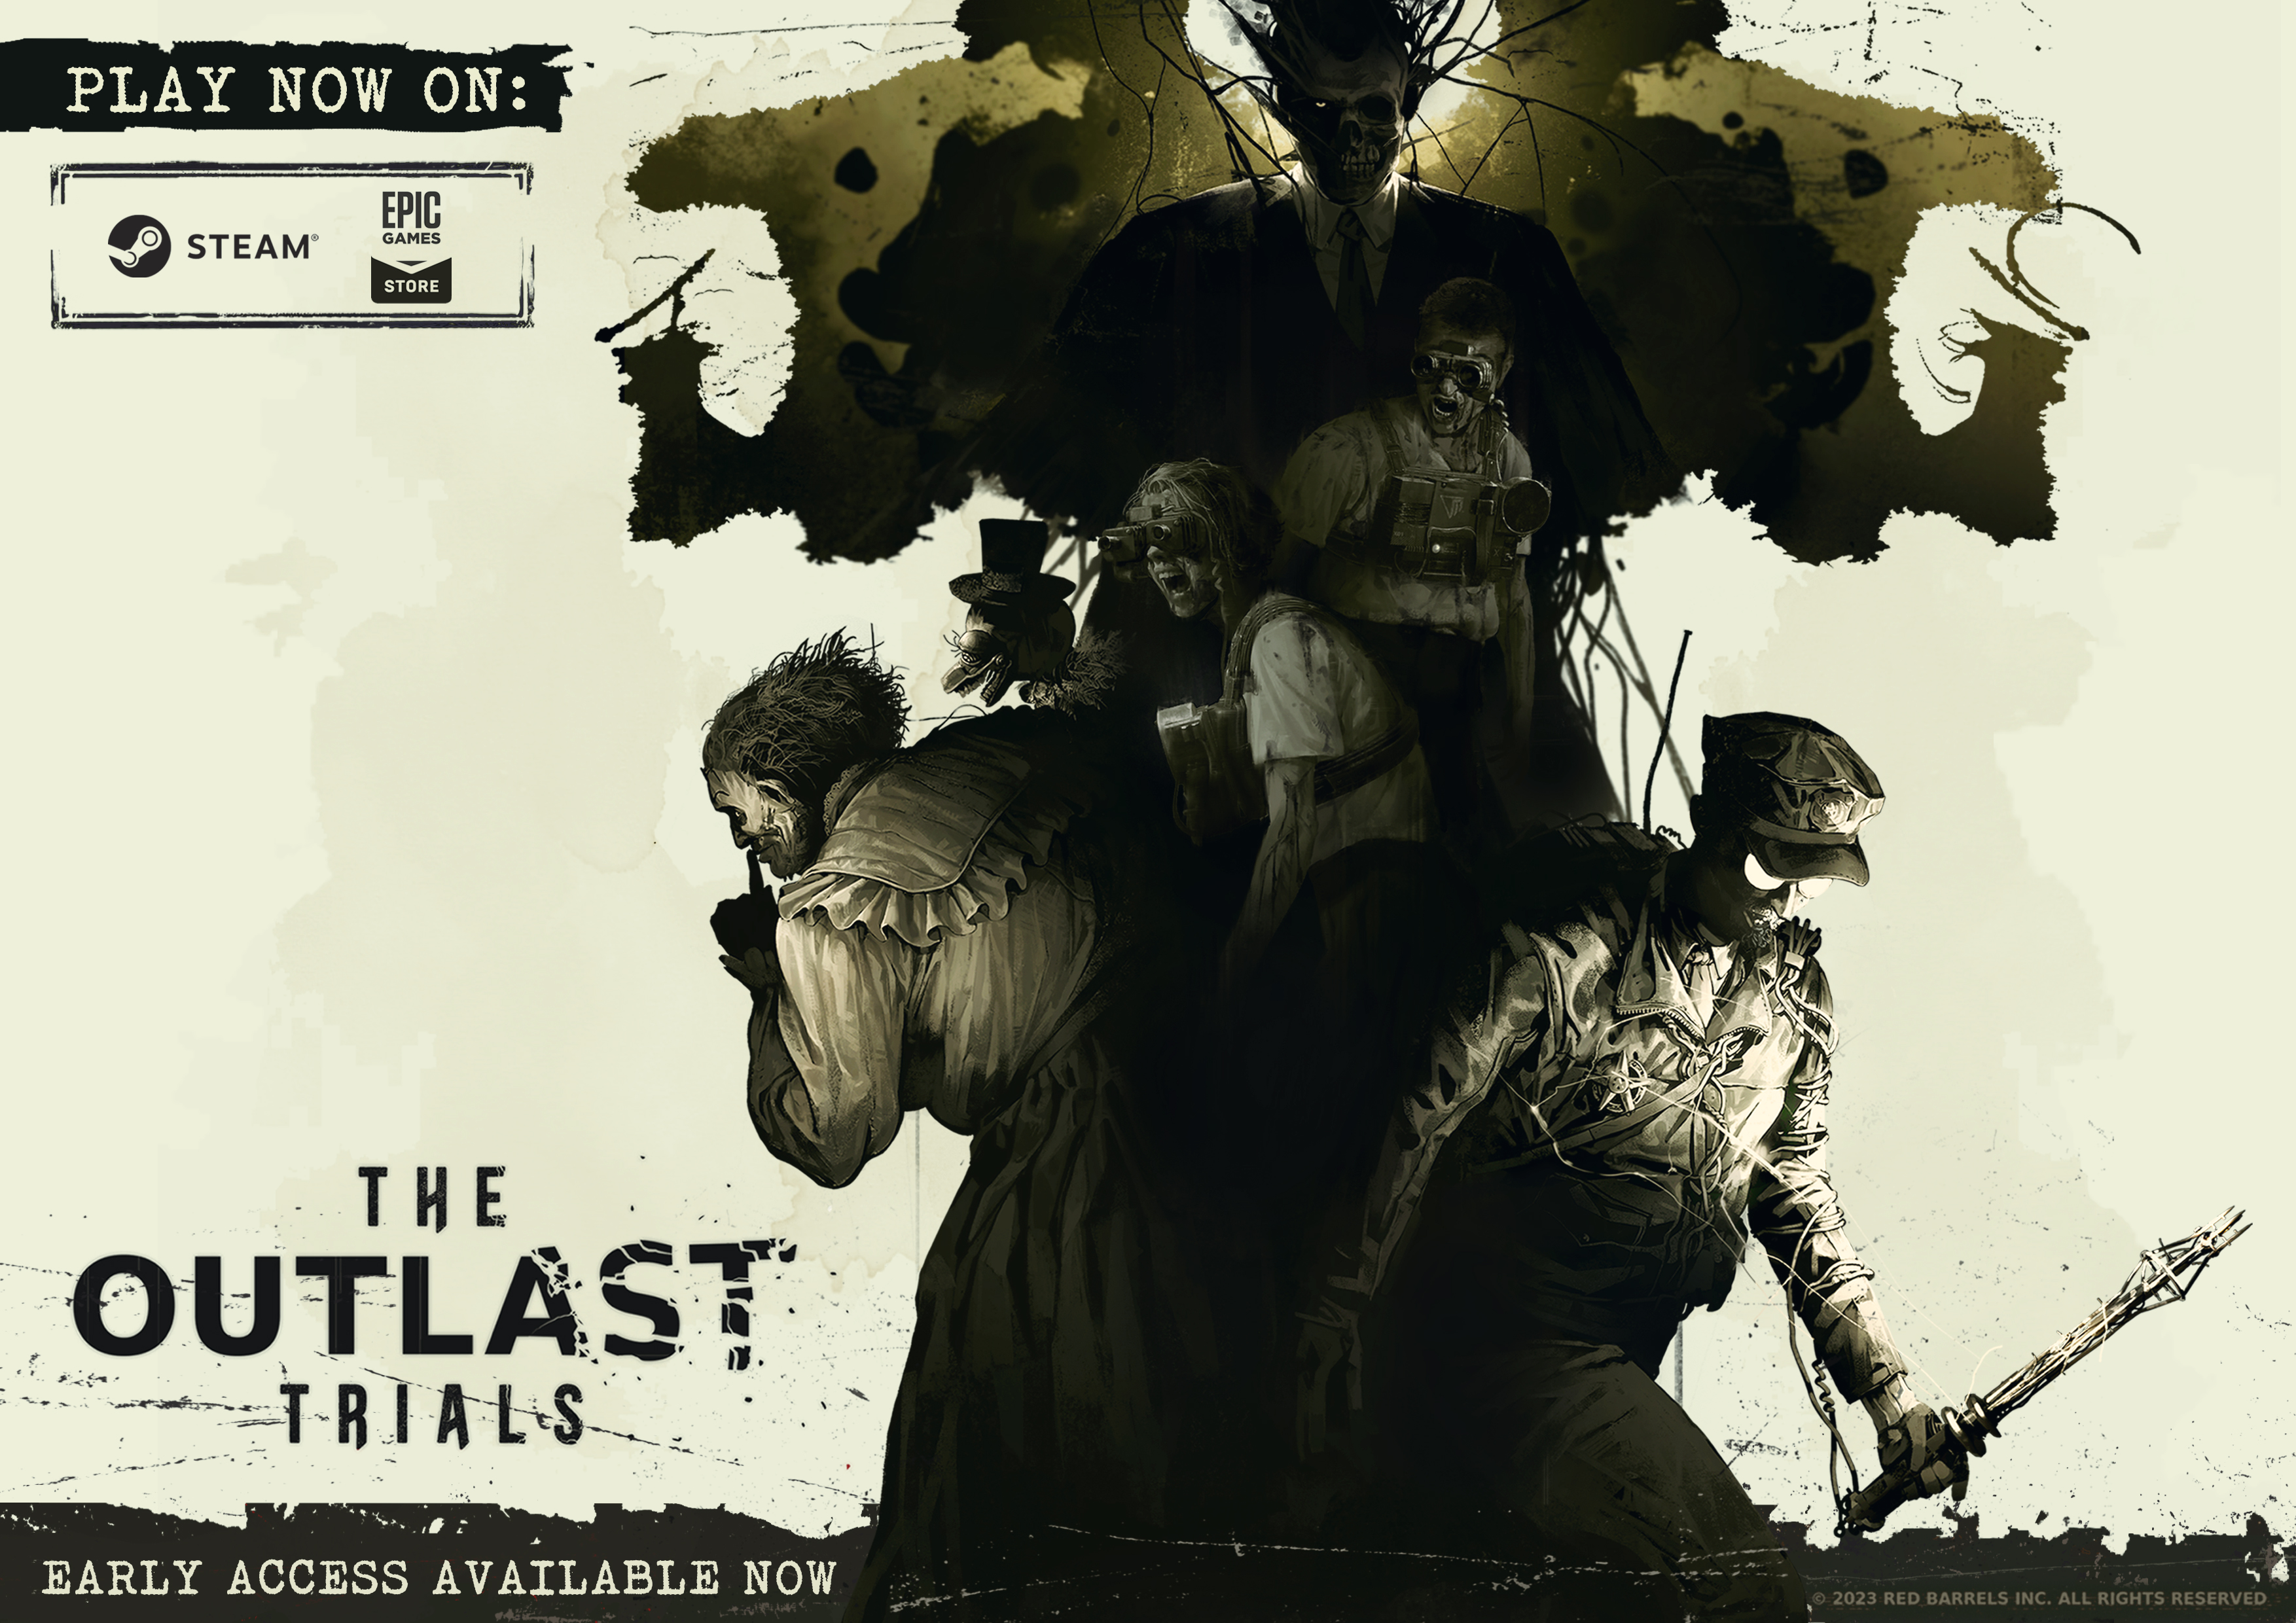 PLAY NOW ON:
STEAM®
EPIC
GAMES
STORE
THE
OUTLAST
TRIALS
EARLY ACCESS AVAILABLE NOW
© 2023 RED BARRELS INC. ALL RIGHTS RESERVED